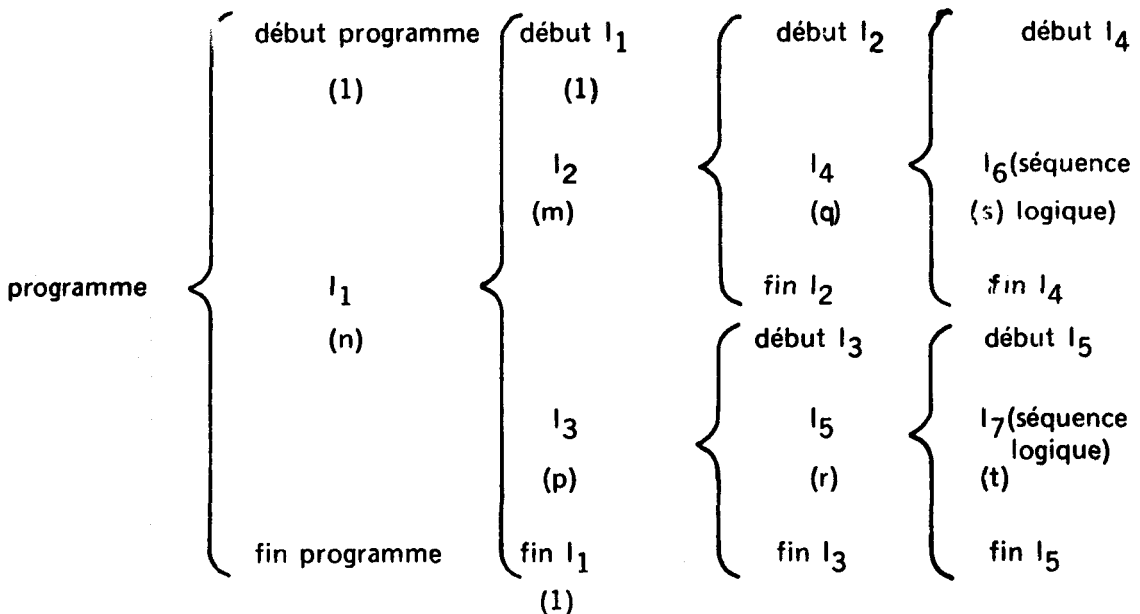 début programme début I1 début I2 début I4
(1) (1)
I2 I4 I6(séquence
(m) (q) (s) logique)
programme I1 fin I2 fin I4
(n) début I3 début I5
I3 I5 I7(séquence
logique)
(p) (r) (t)
fin programme fin I1 fin I3 fin I5
(1)